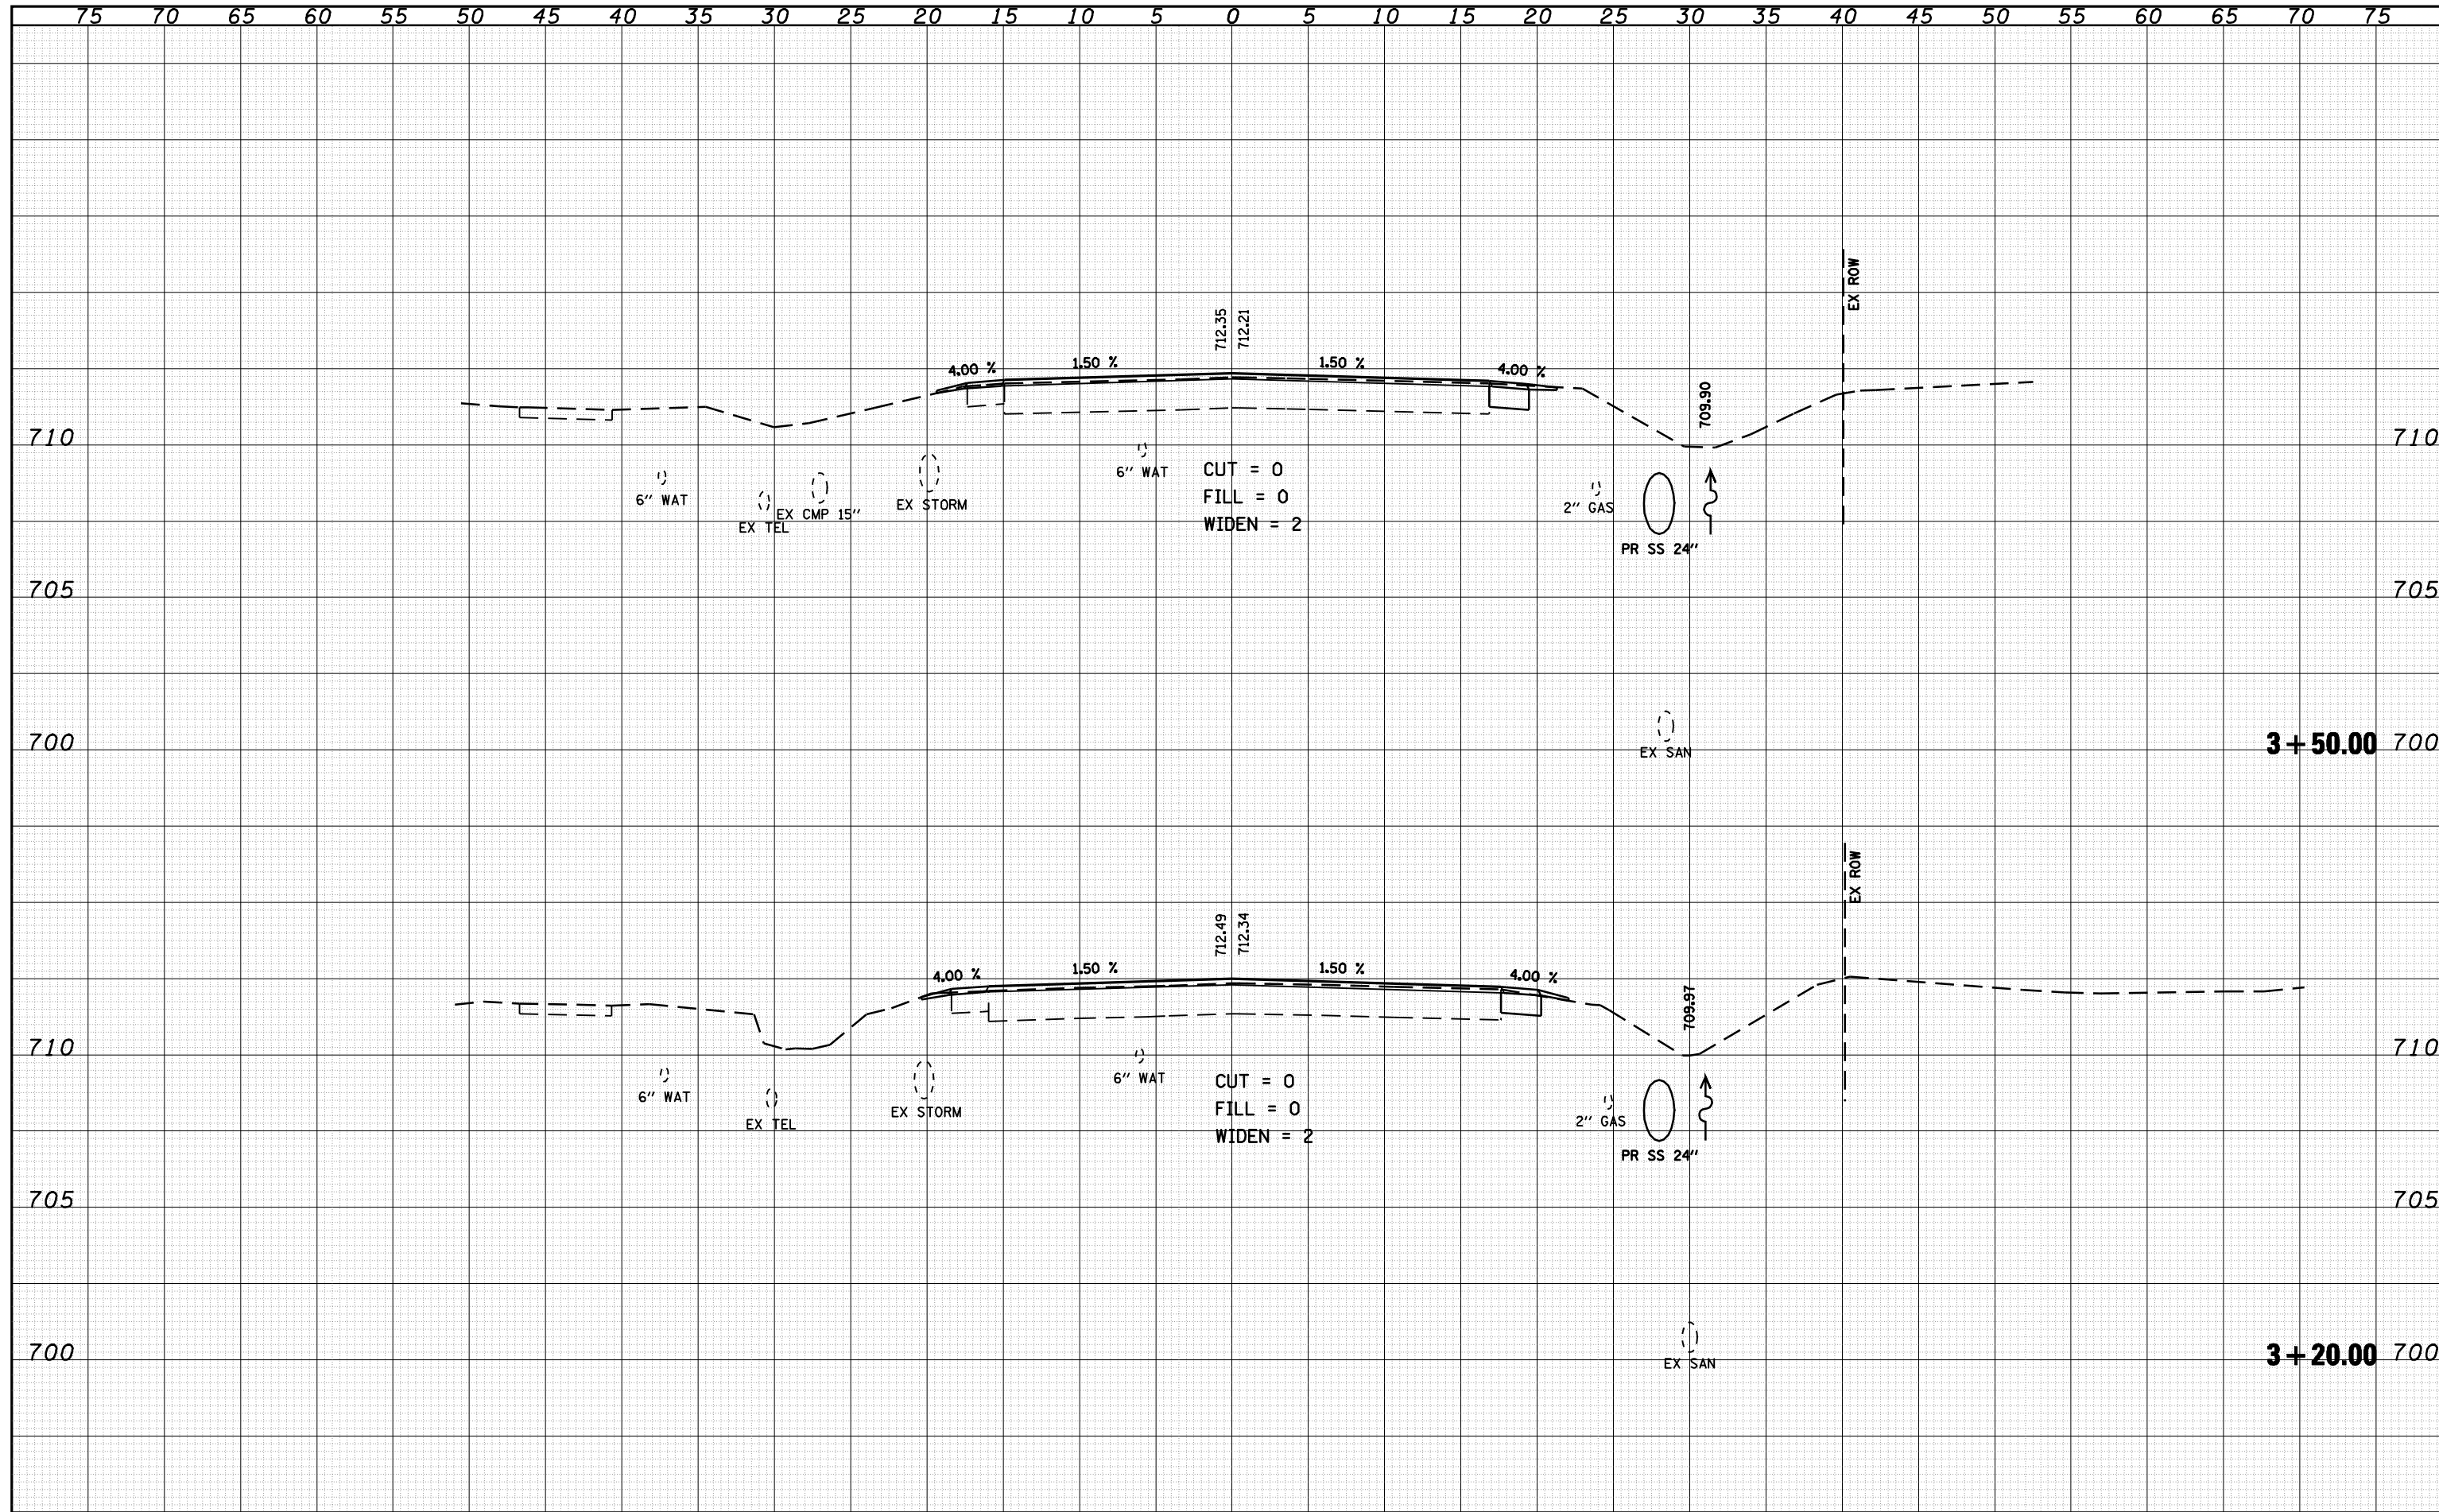 75 70 65 60 55 50 45 40 35 30 25 20 15 10 5 0 5 10 15 20 25 30 35 40 45 50 55 60 65 70 75
EX ROW
712.35
712.21
4.00 %
1.50 %
1.50 %
4.00 %
709.90
710
710
6" WAT
EX TEL
EX CMP 15"
EX STORM
6" WAT
CUT = 0
FILL = 0
WIDEN = 2
2" GAS
PR SS 24"
705
705
EX SAN
700
3+50.00 700
EX ROW
712.49
712.34
4.00 %
1.50 %
1.50 %
4.00 %
709.97
710
710
6" WAT
EX TEL
EX STORM
6" WAT
CUT = 0
FILL = 0
WIDEN = 2
2" GAS
PR SS 24"
705
705
EX SAN
700
3+20.00 700